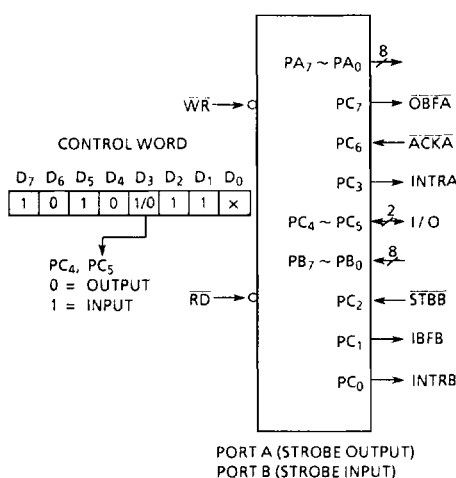 PA7 ~ PA0
8
WR
PC7
OBFA
CONTROL WORD
PC6
ACKA
D7 D6 D5 D4 D3 D2 D1 D0
PC3
INTRA
1 0 1 0 1/0 1 1 ×
PC4 ~ PC5
2
I/O
PC4, PC5
PB7 ~ PB0
8
0 = OUTPUT
1 = INPUT
RD
PC2
STBB
PC1
IBFB
PC0
INTRB
PORT A (STROBE OUTPUT)
PORT B (STROBE INPUT)